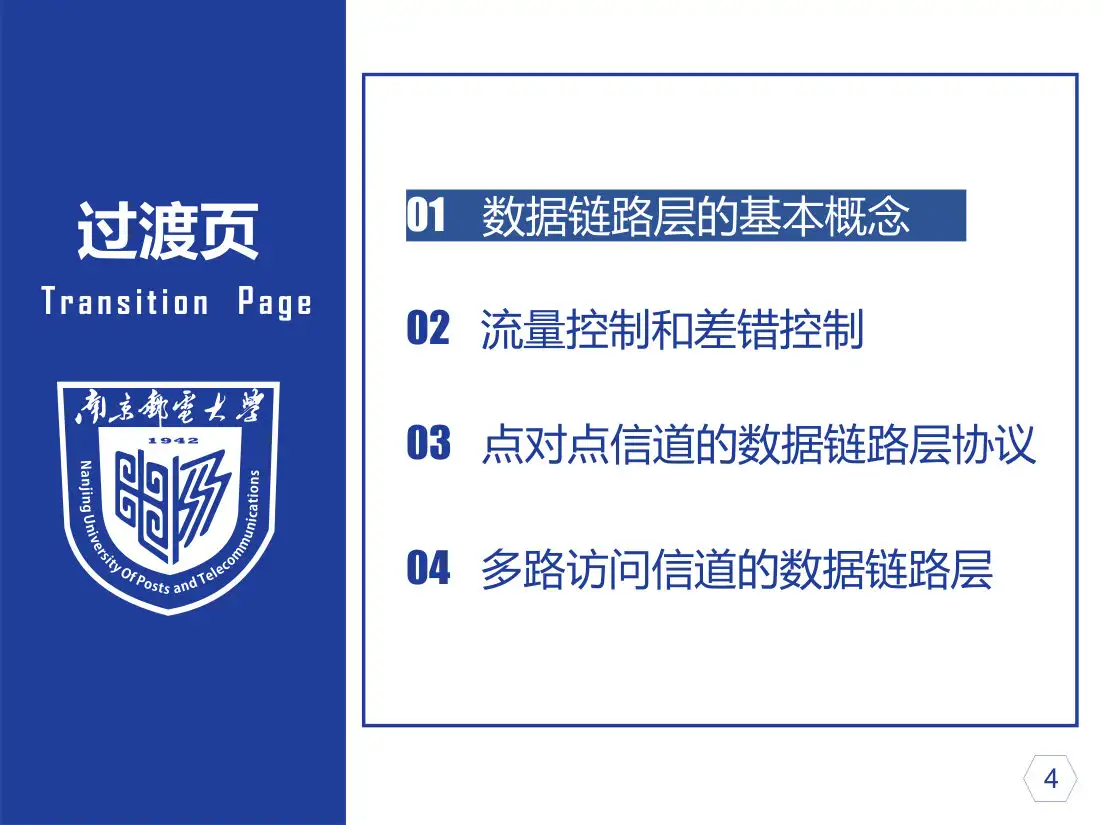 过渡页
Transition Page
南京邮电大学
1942
Nanjing University Of Posts and Telecommunications
01 数据链路层的基本概念
02 流量控制和差错控制
03 点对点信道的数据链路层协议
04 多路访问信道的数据链路层
4